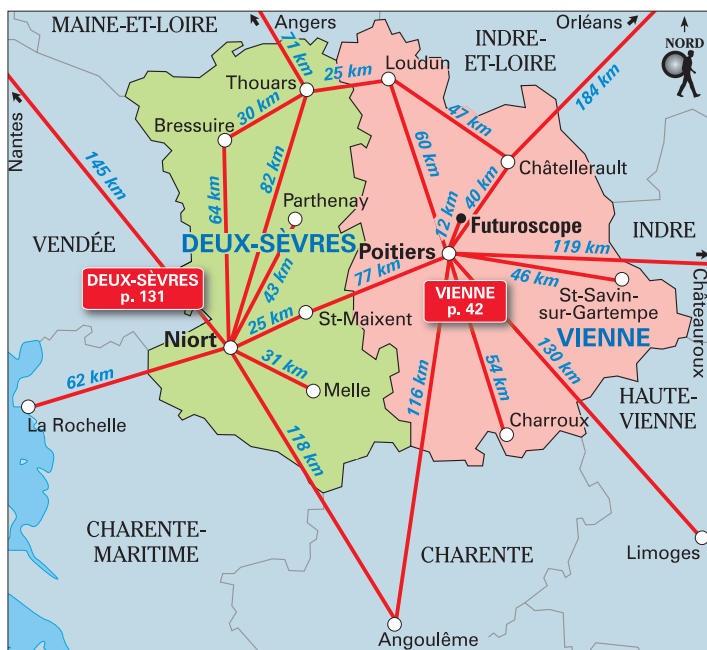 MAINE-ET-LOIRE
Angers
71 km
INDRE-
ET-LOIRE
Orléans
NORD
184 km
Thouars
25 km
Loudun
30 km
47 km
Bressuire
Nantes
145 km
82 km
60 km
Châtellerault
64 km
Parthenay
12 km
40 km
Futuroscope
VENDÉE
DEUX-SÈVRES
Poitiers
119 km
INDRE
43 km
77 km
46 km
Châteauroux
DEUX-SÈVRES
p. 131
VIENNE
p. 42
St-Savin-
sur-Gartempe
25 km
St-Maixent
VIENNE
Niort
31 km
130 km
62 km
Melle
116 km
54 km
HAUTE-
VIENNE
La Rochelle
118 km
Charroux
CHARENTE-
MARITIME
CHARENTE
Limoges
Angoulême